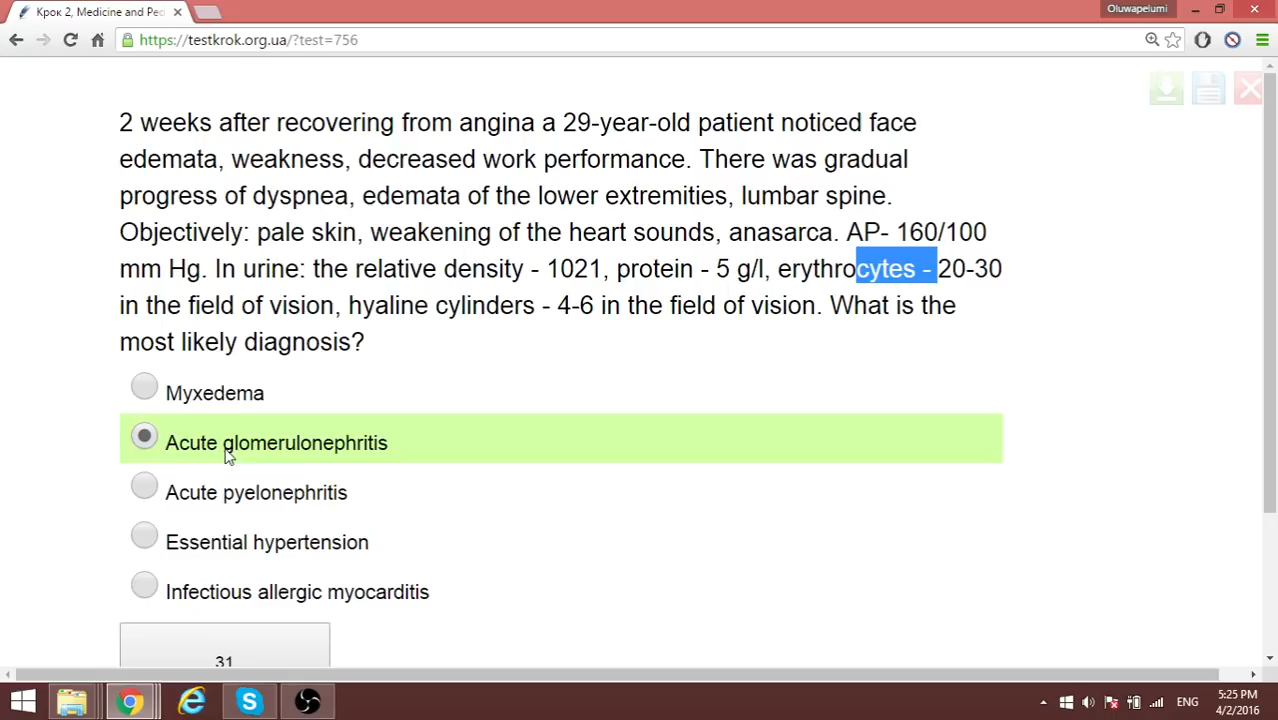 Крок 2, Medicine and Pec
Oluwapelumi
https://testkrok.org.ua/?test=756
2 weeks after recovering from angina a 29-year-old patient noticed face
edemata, weakness, decreased work performance. There was gradual
progress of dyspnea, edemata of the lower extremities, lumbar spine.
Objectively: pale skin, weakening of the heart sounds, anasarca. AP- 160/100
mm Hg. In urine: the relative density - 1021, protein - 5 g/l, erythrocytes - 20-30
in the field of vision, hyaline cylinders - 4-6 in the field of vision. What is the
most likely diagnosis?
Myxedema
Acute glomerulonephritis
Acute pyelonephritis
Essential hypertension
Infectious allergic myocarditis
31
ENG
5:25 PM
4/2/2016